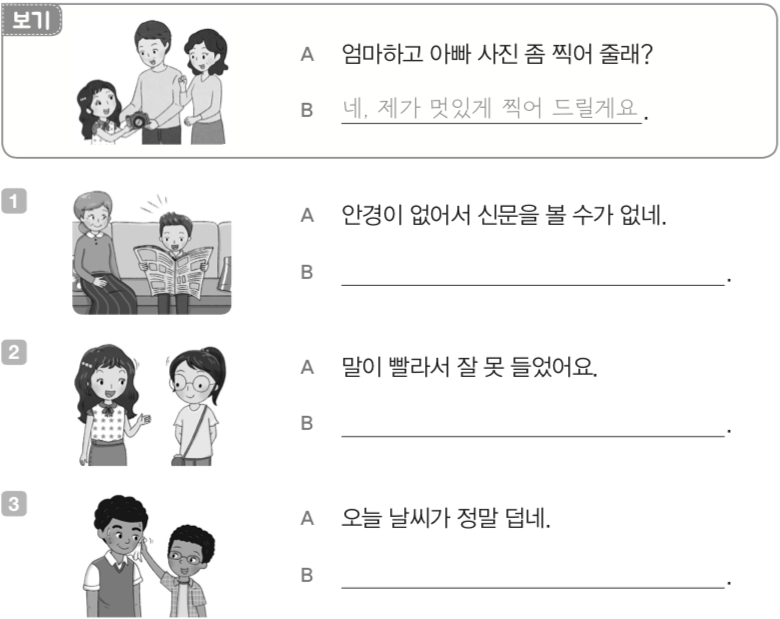 보기
A 엄마하고 아빠 사진 좀 찍어 줄래?
B 네, 제가 멋있게 찍어 드릴게요.
1
A 안경이 없어서 신문을 볼 수가 없네.
B .
2
A 말이 빨라서 잘 못 들었어요.
B .
3
A 오늘 날씨가 정말 덥네.
B .